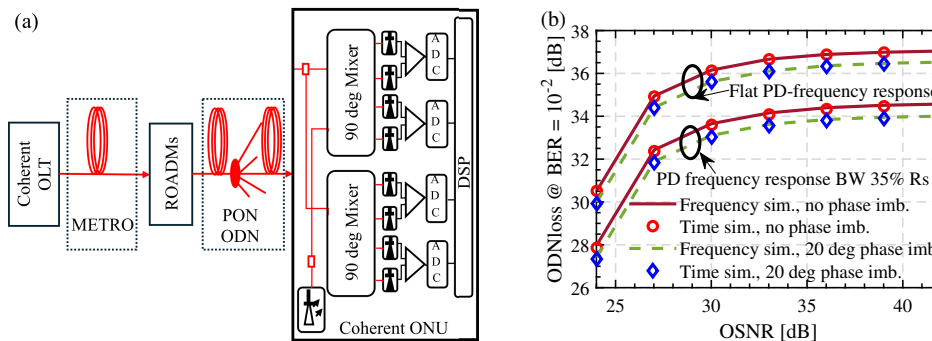 (a)
Coherent
OLT
METRO
ROADMs
PON
ODN
90 deg Mixer
90 deg Mixer
A
D
C
A
D
C
A
D
C
A
D
C
DSP
Coherent ONU
(b)
ODNloss @ BER = 10⁻² [dB]
38
36
34
32
30
28
26
Flat PD-frequency response
PD frequency response BW 35% Rs
Frequency sim., no phase imb.
Time sim., no phase imb.
Frequency sim., 20 deg phase imb.
Time sim., 20 deg phase imb.
25
30
35
40
OSNR [dB]